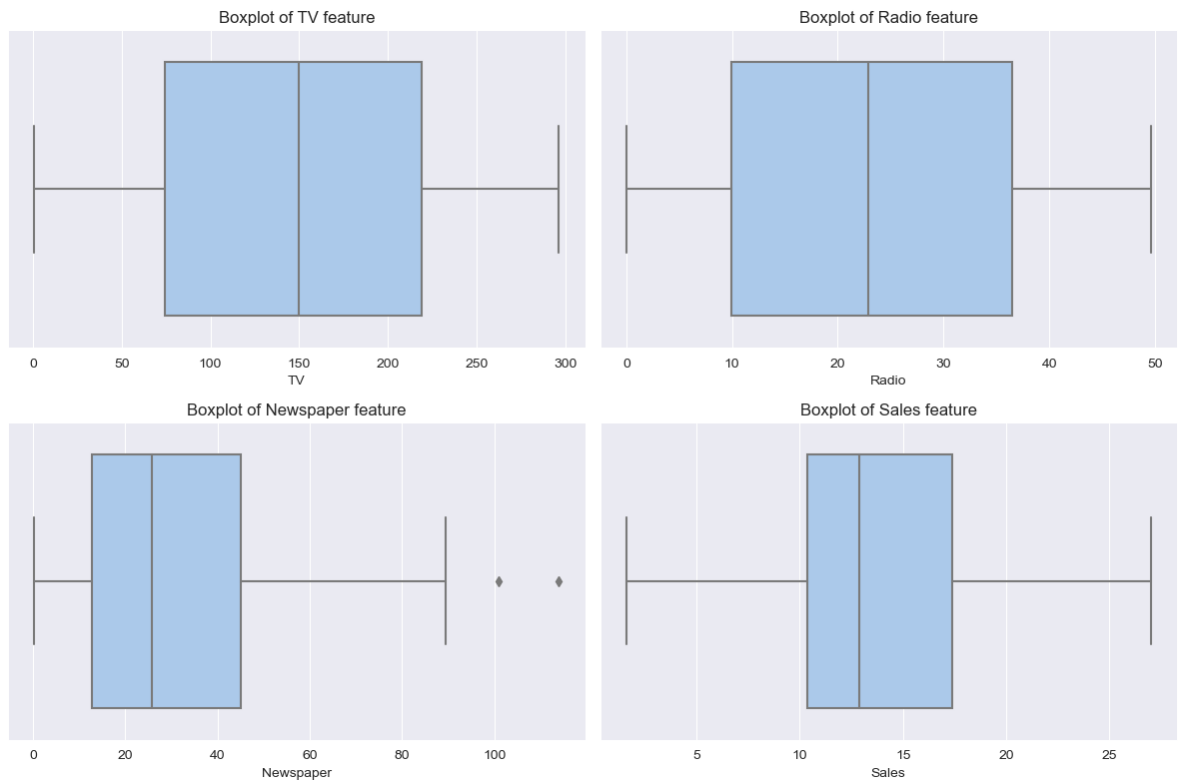 Boxplot of TV feature
0 50 100 150 200 250 300
TV
Boxplot of Radio feature
0 10 20 30 40 50
Radio
Boxplot of Newspaper feature
0 20 40 60 80 100
Newspaper
Boxplot of Sales feature
5 10 15 20 25
Sales